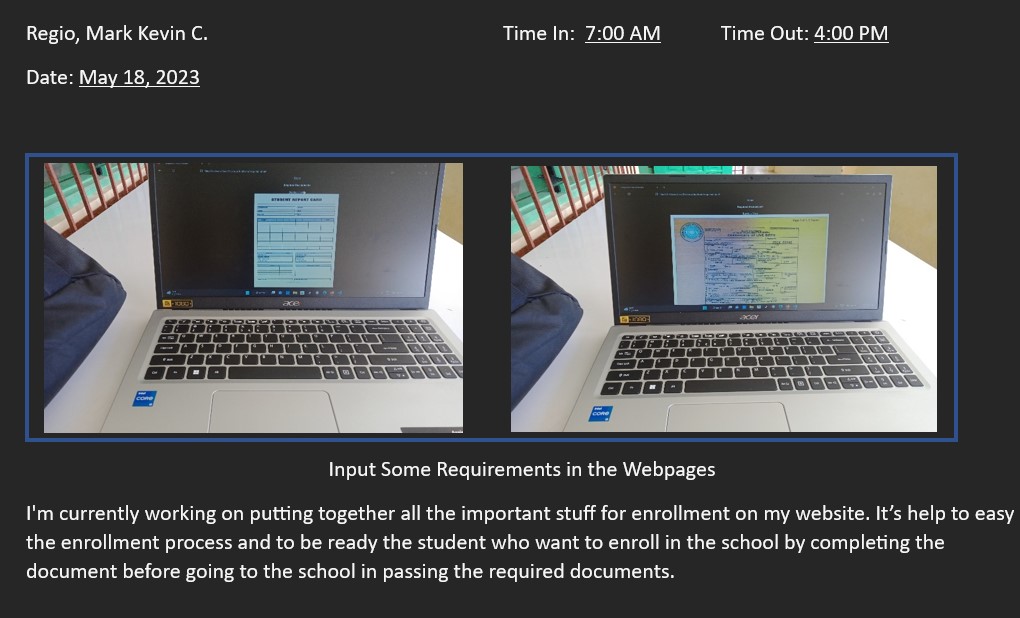 Regio, Mark Kevin C. Time In: 7:00 AM Time Out: 4:00 PM
Date: May 18, 2023
STUDENT REPORT CARD
acer
acer
CORE
CORE
Input Some Requirements in the Webpages
I'm currently working on putting together all the important stuff for enrollment on my website. It’s help to easy
the enrollment process and to be ready the student who want to enroll in the school by completing the
document before going to the school in passing the required documents.